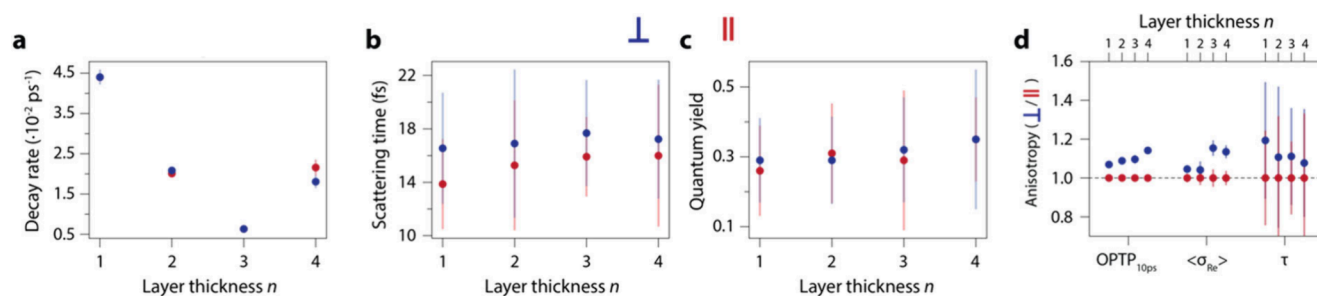 a
Decay rate (·10⁻² ps⁻¹)
4.5
3.5
2.5
1.5
0.5
1 2 3 4
Layer thickness n
⊥ ||
b
Scattering time (fs)
22
18
14
10
1 2 3 4
Layer thickness n
c
Quantum yield
0.5
0.3
0.1
1 2 3 4
Layer thickness n
d
Layer thickness n
1 2 3 4 1 2 3 4 1 2 3 4
Anisotropy (⊥/||)
1.6
1.4
1.2
1.0
0.8
OPTP10ps <σRe> τ